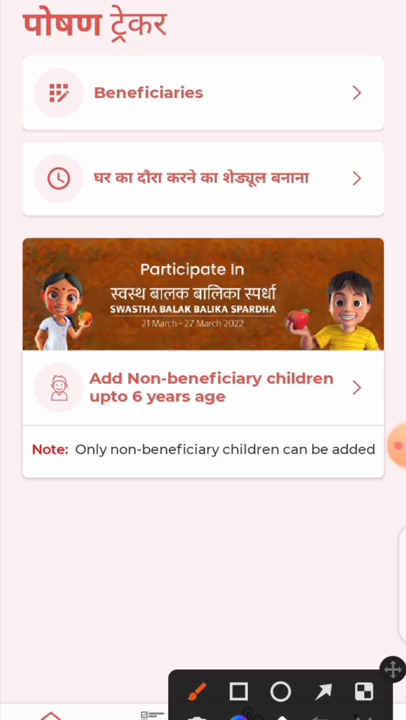 पोषण ट्रेकर
Beneficiaries
घर का दौरा करने का शेड्यूल बनाना
Participate In
स्वस्थ बालक बालिका स्पर्धा
SWASTHA BALAK BALIKA SPARDHA
21 March - 27 March 2022
Add Non-beneficiary children
upto 6 years age
Note: Only non-beneficiary children can be added